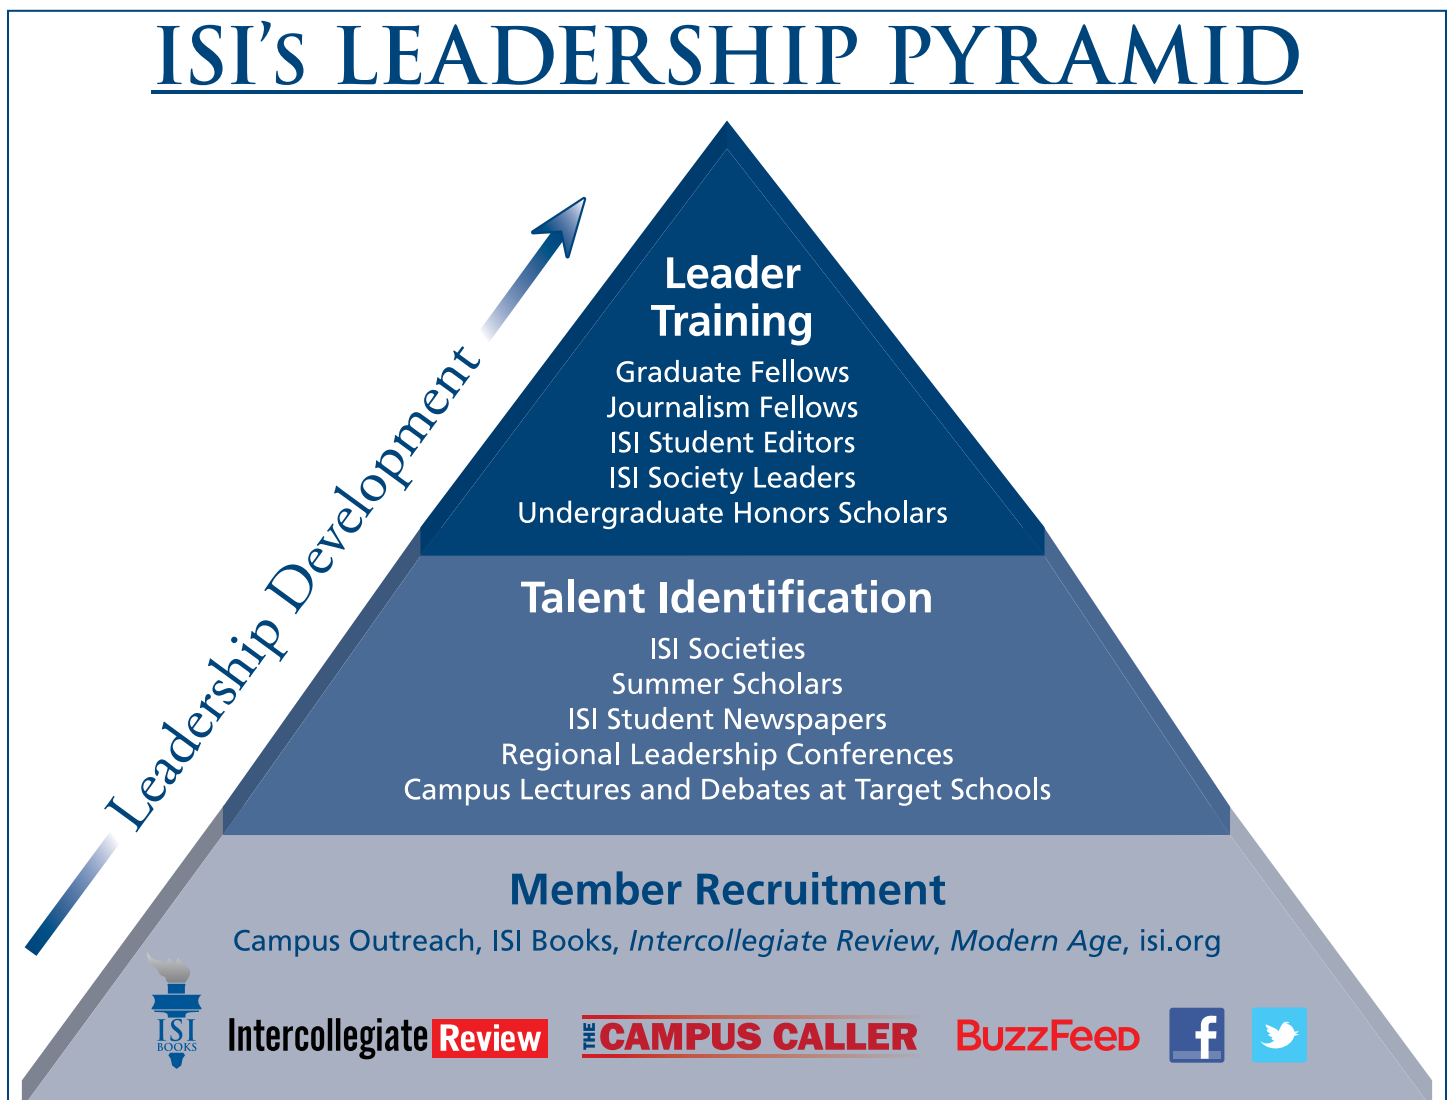 ISI's LEADERSHIP PYRAMID
Leadership Development
Leader
Training
Graduate Fellows
Journalism Fellows
ISI Student Editors
ISI Society Leaders
Undergraduate Honors Scholars
Talent Identification
ISI Societies
Summer Scholars
ISI Student Newspapers
Regional Leadership Conferences
Campus Lectures and Debates at Target Schools
Member Recruitment
Campus Outreach, ISI Books, Intercollegiate Review, Modern Age, isi.org
ISI
BOOKS
Intercollegiate Review
THE CAMPUS CALLER
BuzzFeeD
f